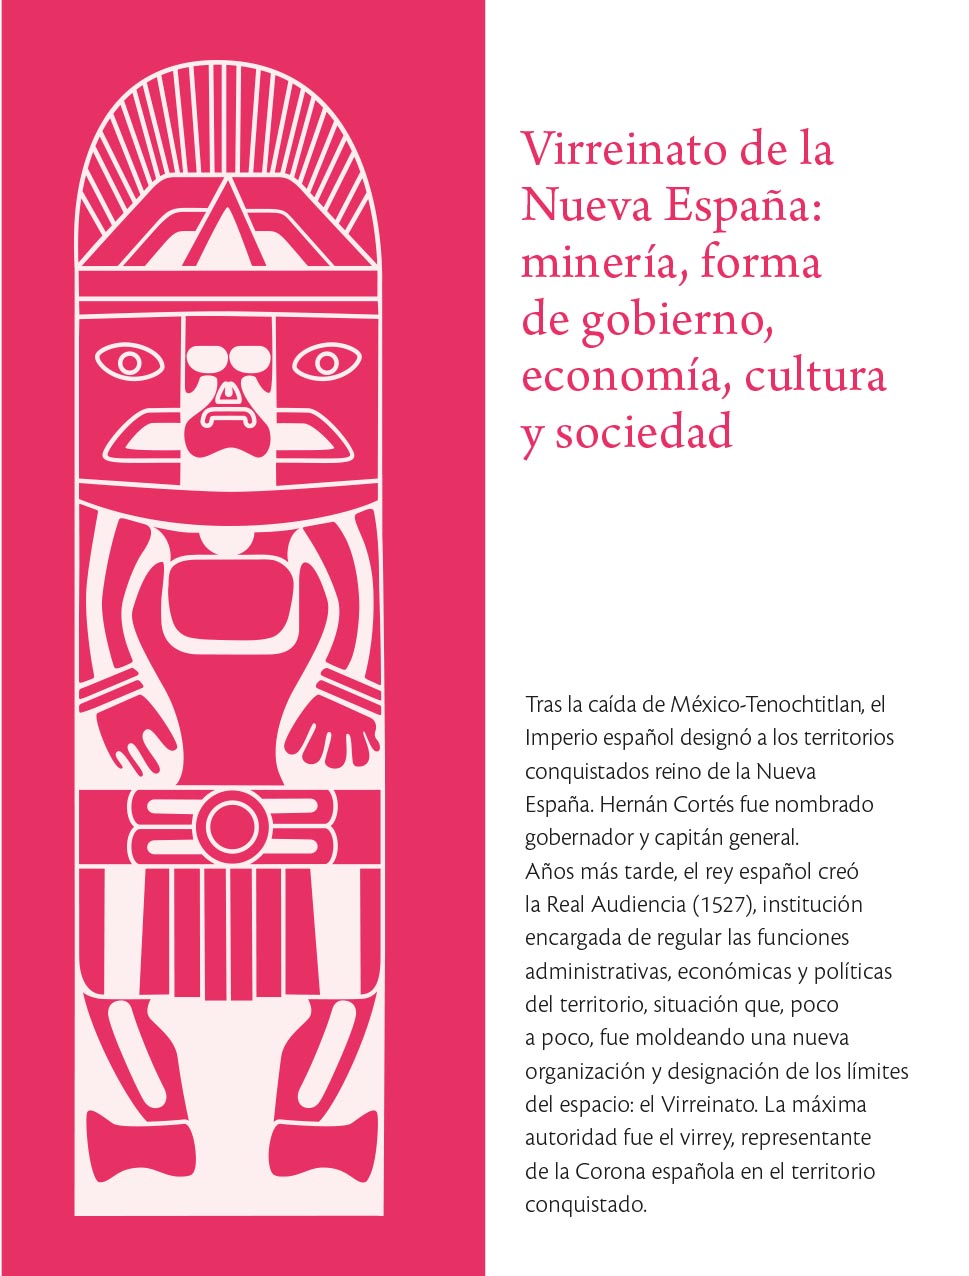 Virreinato de la
Nueva España:
minería, forma
de gobierno,
economía, cultura
y sociedad
Tras la caída de México-Tenochtitlan, el
Imperio español designó a los territorios
conquistados reino de la Nueva
España. Hernán Cortés fue nombrado
gobernador y capitán general.
Años más tarde, el rey español creó
la Real Audiencia (1527), institución
encargada de regular las funciones
administrativas, económicas y políticas
del territorio, situación que, poco
a poco, fue moldeando una nueva
organización y designación de los límites
del espacio: el Virreinato. La máxima
autoridad fue el virrey, representante
de la Corona española en el territorio
conquistado.